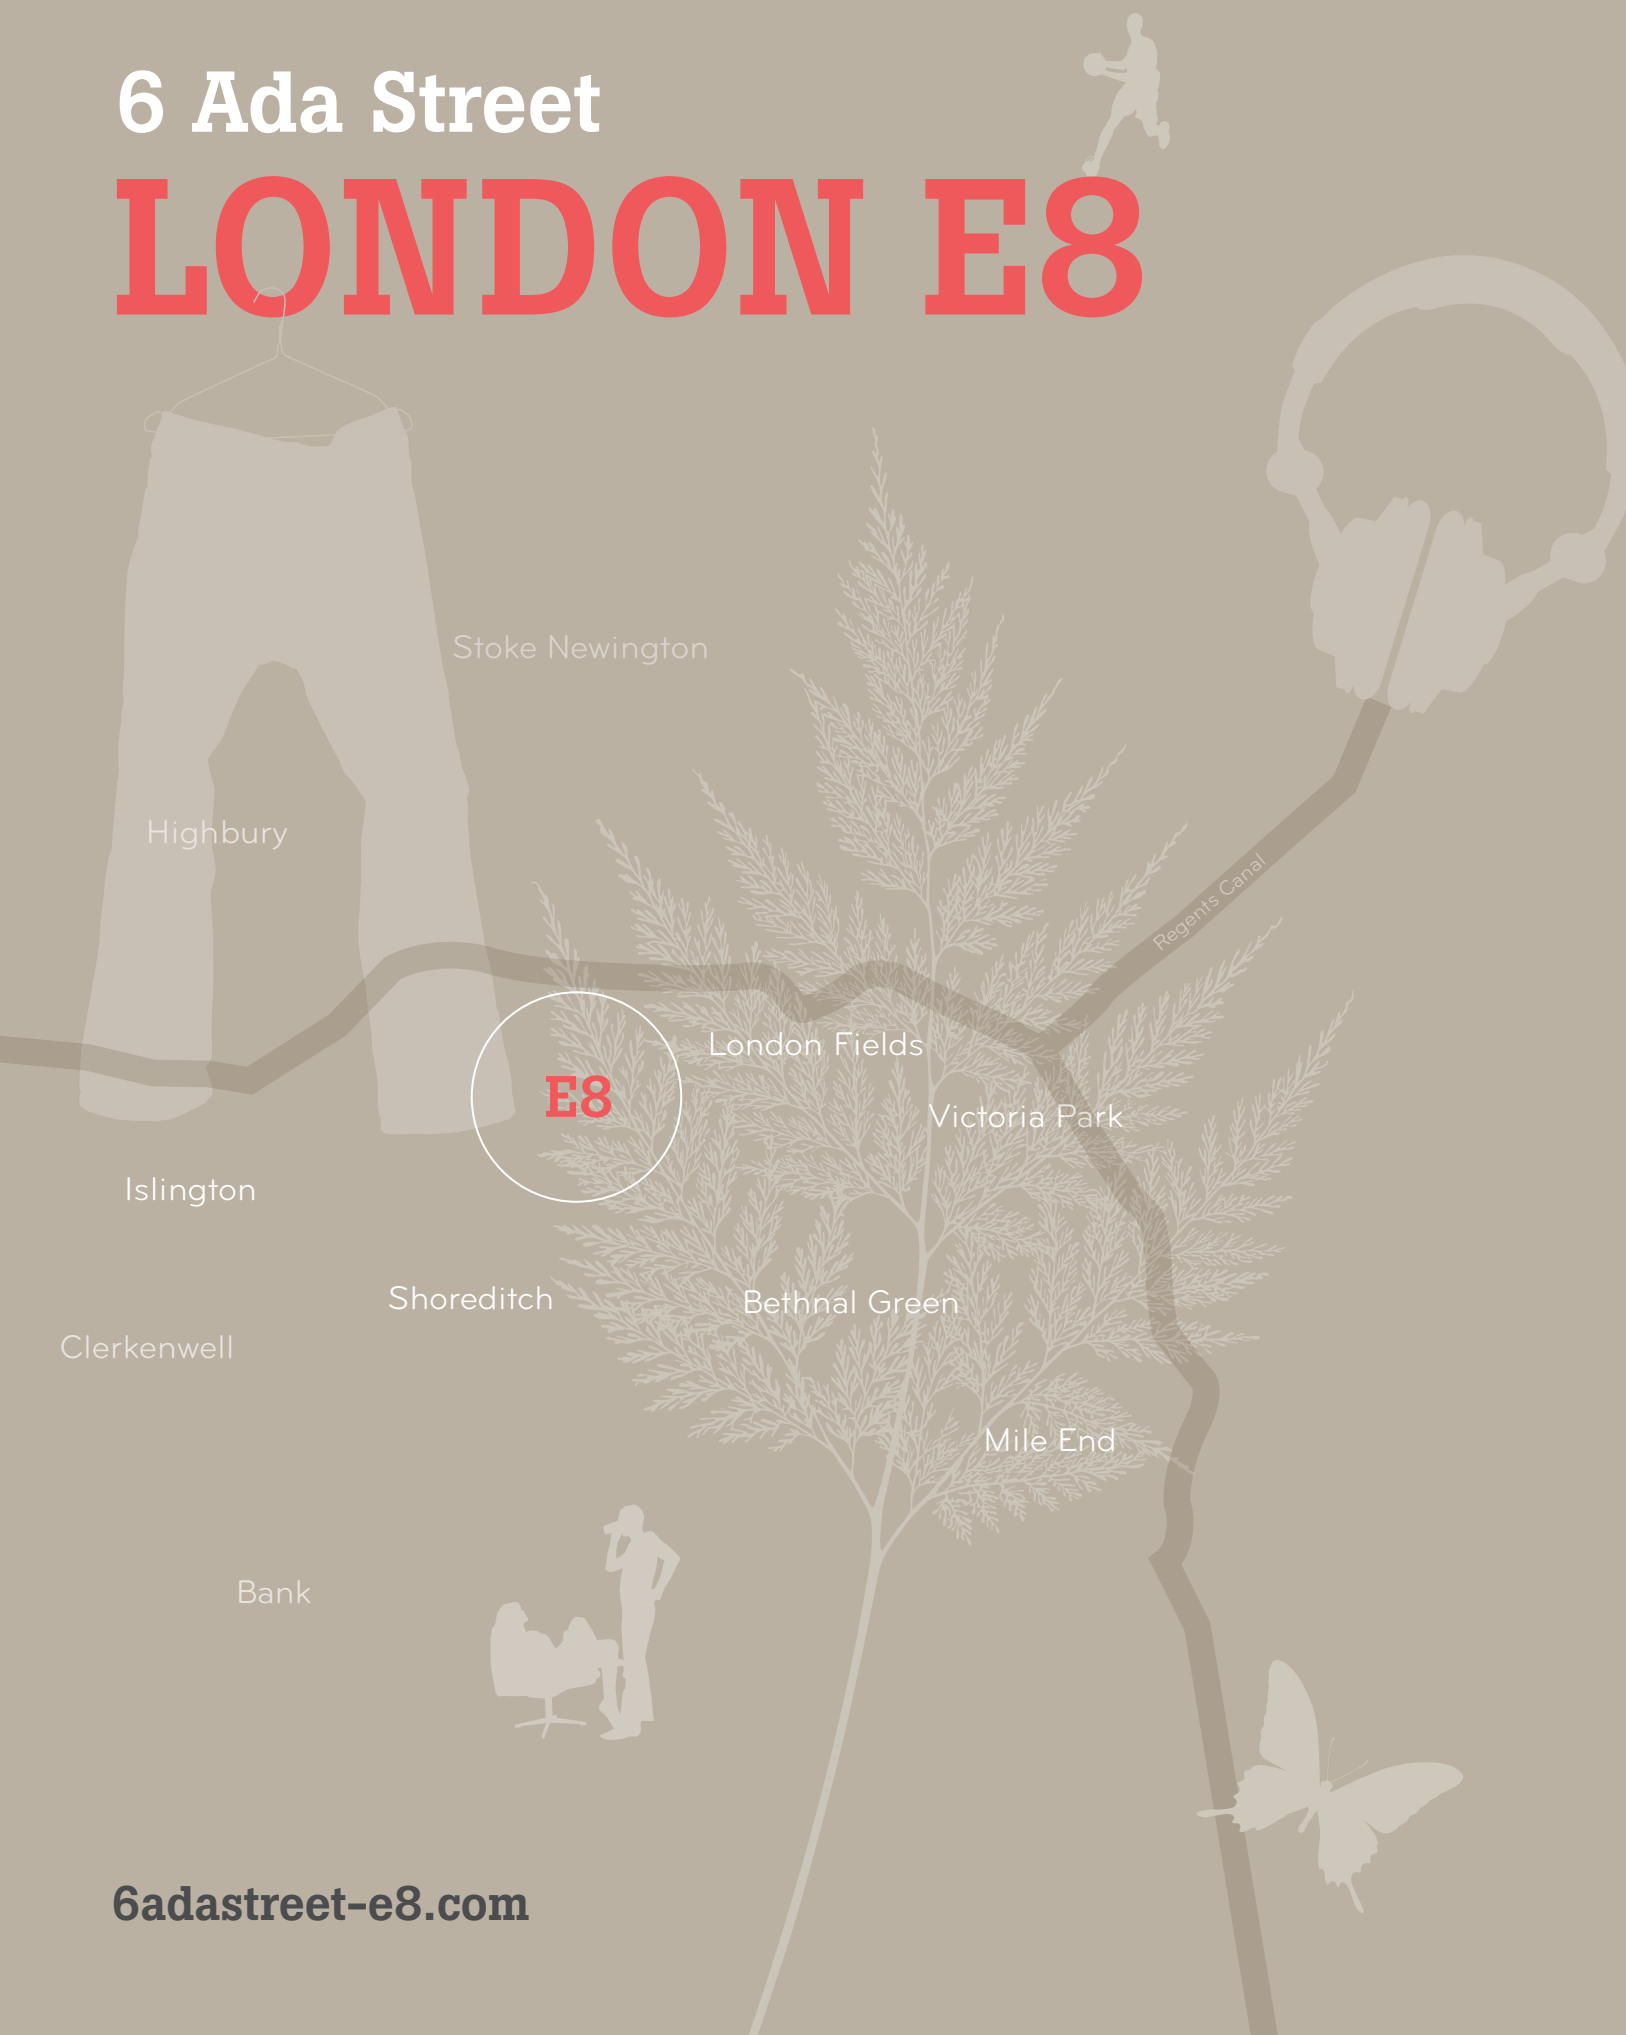 6 Ada Street
LONDON E8
Stoke Newington
Highbury
Regents Canal
London Fields
E8
Victoria Park
Islington
Shoreditch
Bethnal Green
Clerkenwell
Mile End
Bank
6adastreet-e8.com